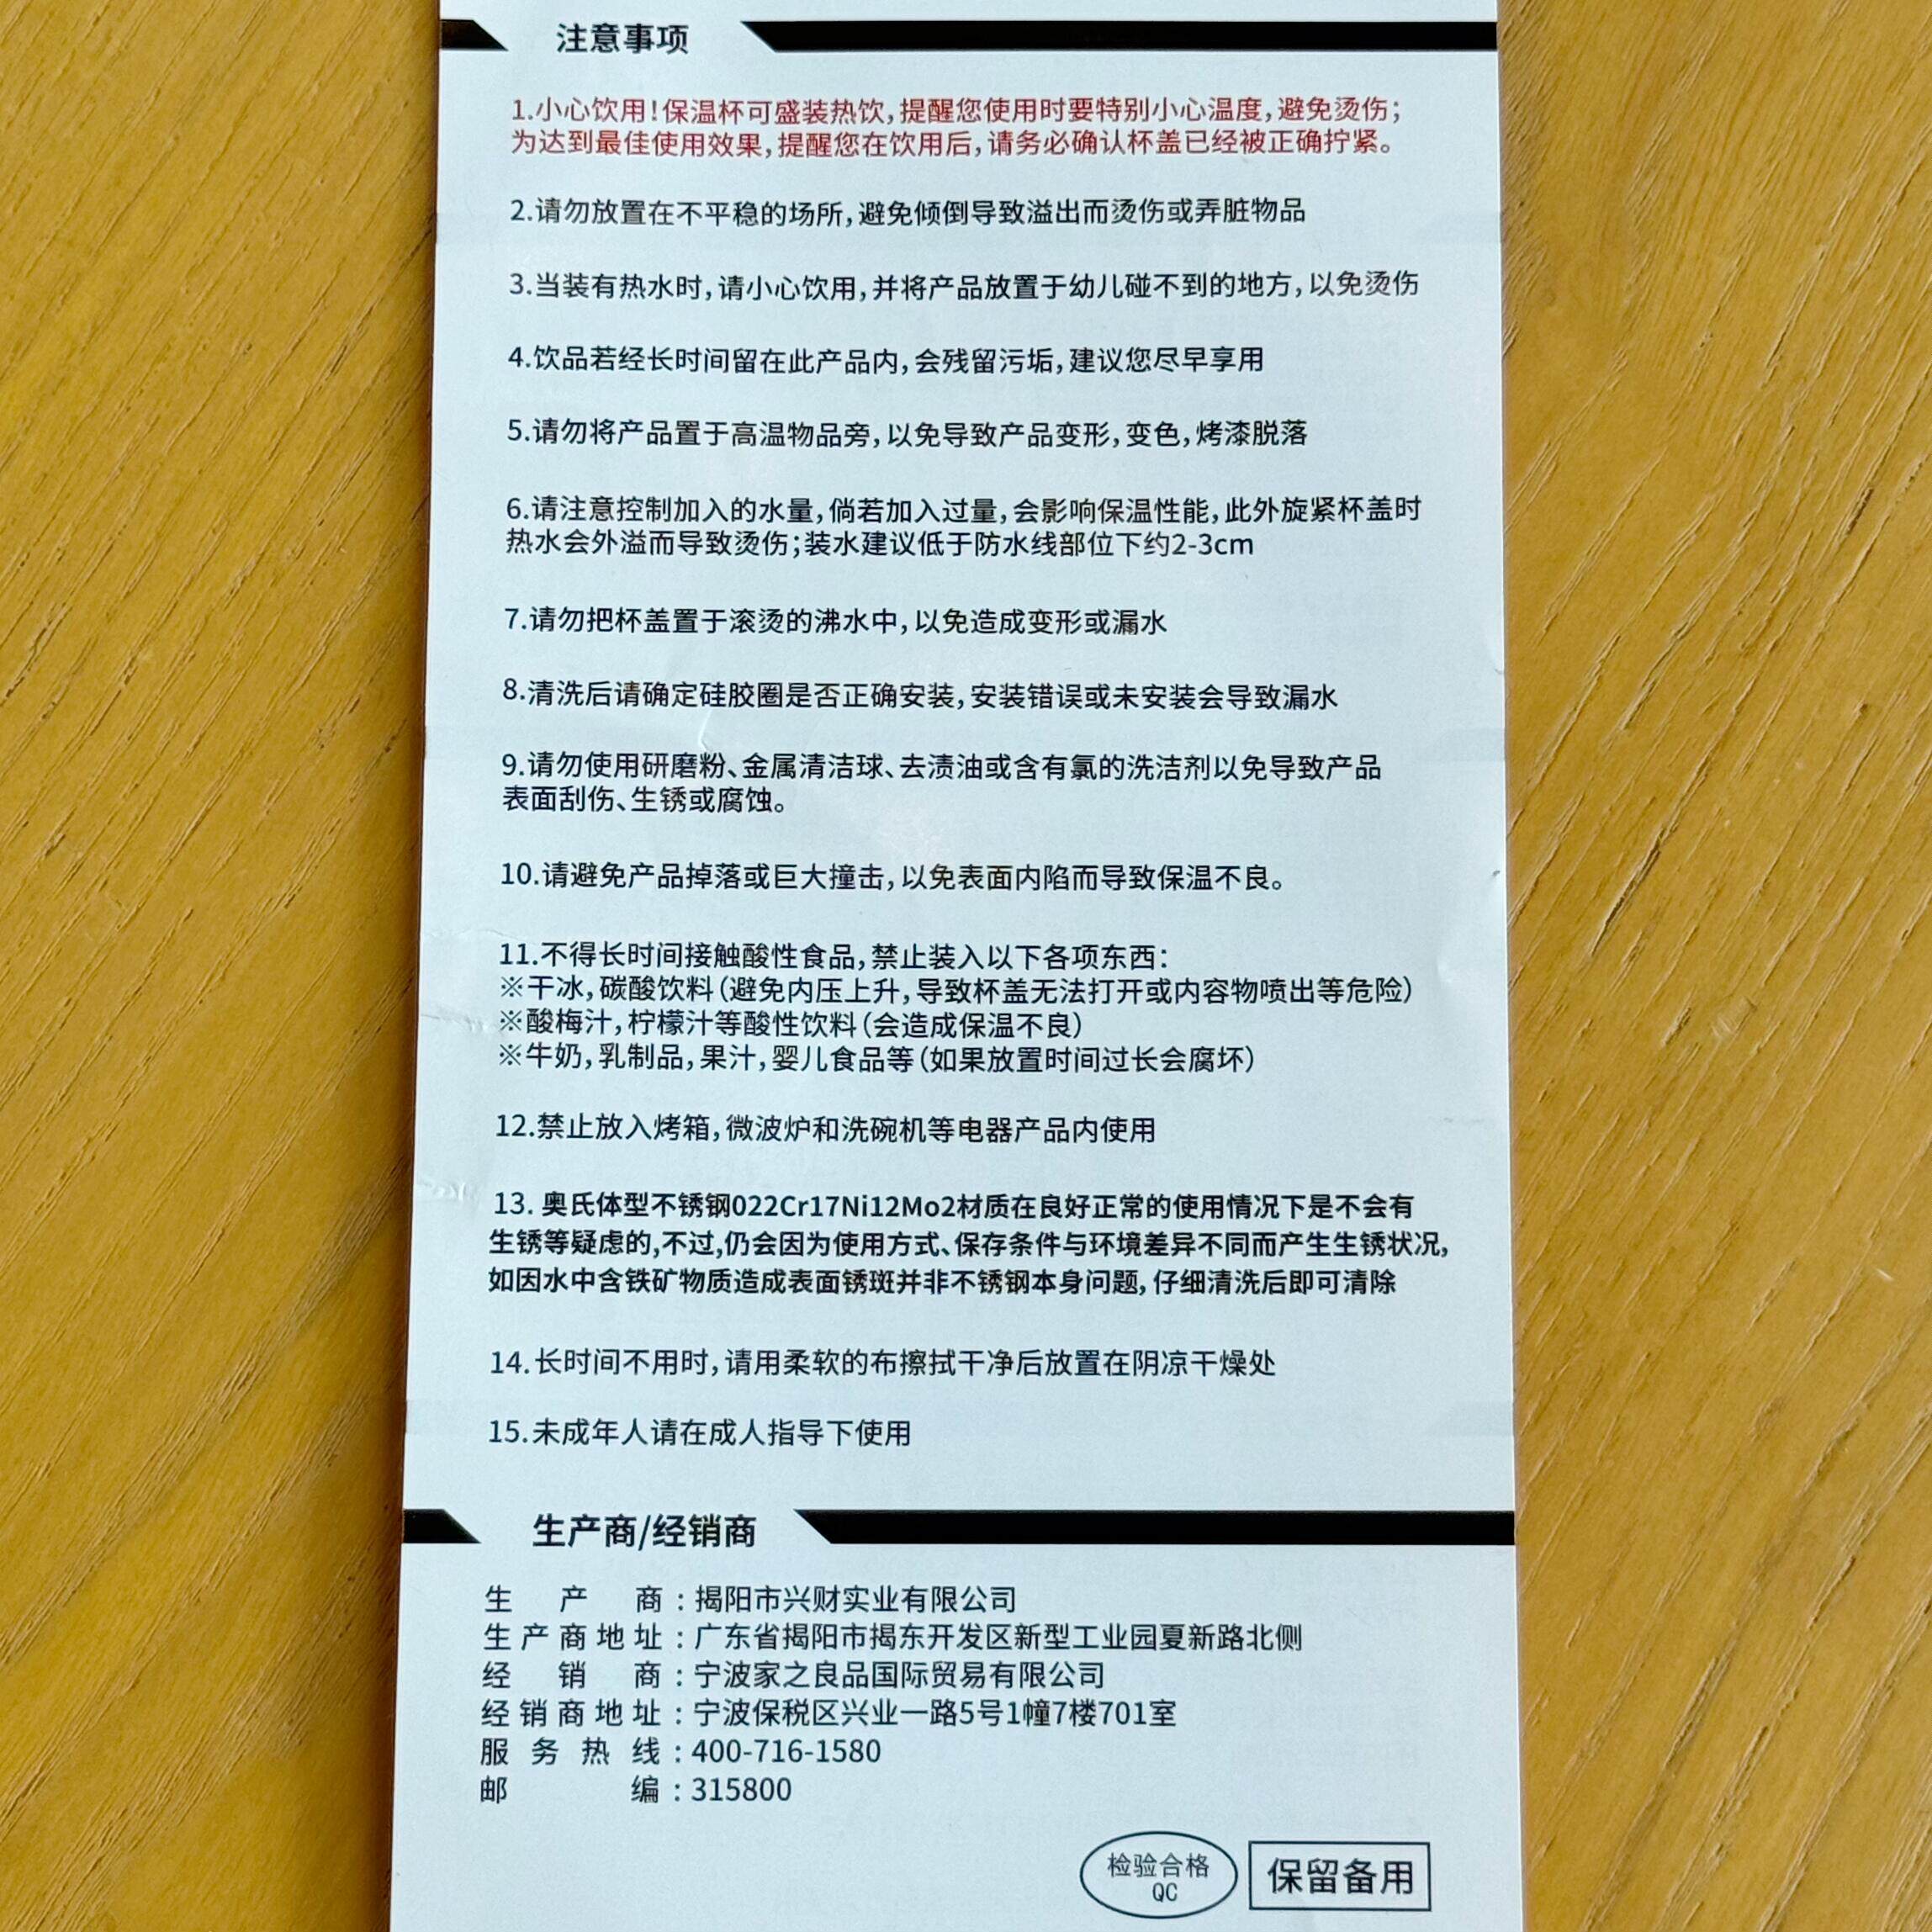 注意事项
1.小心饮用!保温杯可盛装热饮,提醒您使用时要特别小心温度,避免烫伤;
为达到最佳使用效果,提醒您在饮用后,请务必确认杯盖已经被正确拧紧。
2.请勿放置在不平稳的场所,避免倾倒导致溢出而烫伤或弄脏物品
3.当装有热水时,请小心饮用,并将产品放置于幼儿碰不到的地方,以免烫伤
4.饮品若经长时间留在此产品内,会残留污垢,建议您尽早享用
5.请勿将产品置于高温物品旁,以免导致产品变形,变色,烤漆脱落
6.请注意控制加入的水量,倘若加入过量,会影响保温性能,此外旋紧杯盖时
热水会外溢而导致烫伤;装水建议低于防水线部位下约2-3cm
7.请勿把杯盖置于滚烫的沸水中,以免造成变形或漏水
8.清洗后请确定硅胶圈是否正确安装,安装错误或未安装会导致漏水
9.请勿使用研磨粉、金属清洁球、去渍油或含有氯的洗洁剂以免导致产品
表面刮伤、生锈或腐蚀。
10.请避免产品掉落或巨大撞击,以免表面内陷而导致保温不良。
11.不得长时间接触酸性食品,禁止装入以下各项东西:
※干冰,碳酸饮料(避免内压上升,导致杯盖无法打开或内容物喷出等危险)
※酸梅汁,柠檬汁等酸性饮料(会造成保温不良)
※牛奶,乳制品,果汁,婴儿食品等(如果放置时间过长会腐坏)
12.禁止放入烤箱,微波炉和洗碗机等电器产品内使用
13. 奥氏体型不锈钢022Cr17Ni12Mo2材质在良好正常的使用情况下是不会有
生锈等疑虑的,不过,仍会因为使用方式、保存条件与环境差异不同而产生生锈状况,
如因水中含铁矿物质造成表面锈斑并非不锈钢本身问题,仔细清洗后即可清除
14.长时间不用时,请用柔软的布擦拭干净后放置在阴凉干燥处
15.未成年人请在成人指导下使用
生产商/经销商
生产商:揭阳市兴财实业有限公司
生产商地址:广东省揭阳市揭东开发区新型工业园夏新路北侧
经销商:宁波家之良品国际贸易有限公司
经销商地址:宁波保税区兴业一路5号1幢7楼701室
服务热线:400-716-1580
邮编:315800
检验合格
QC
保留备用